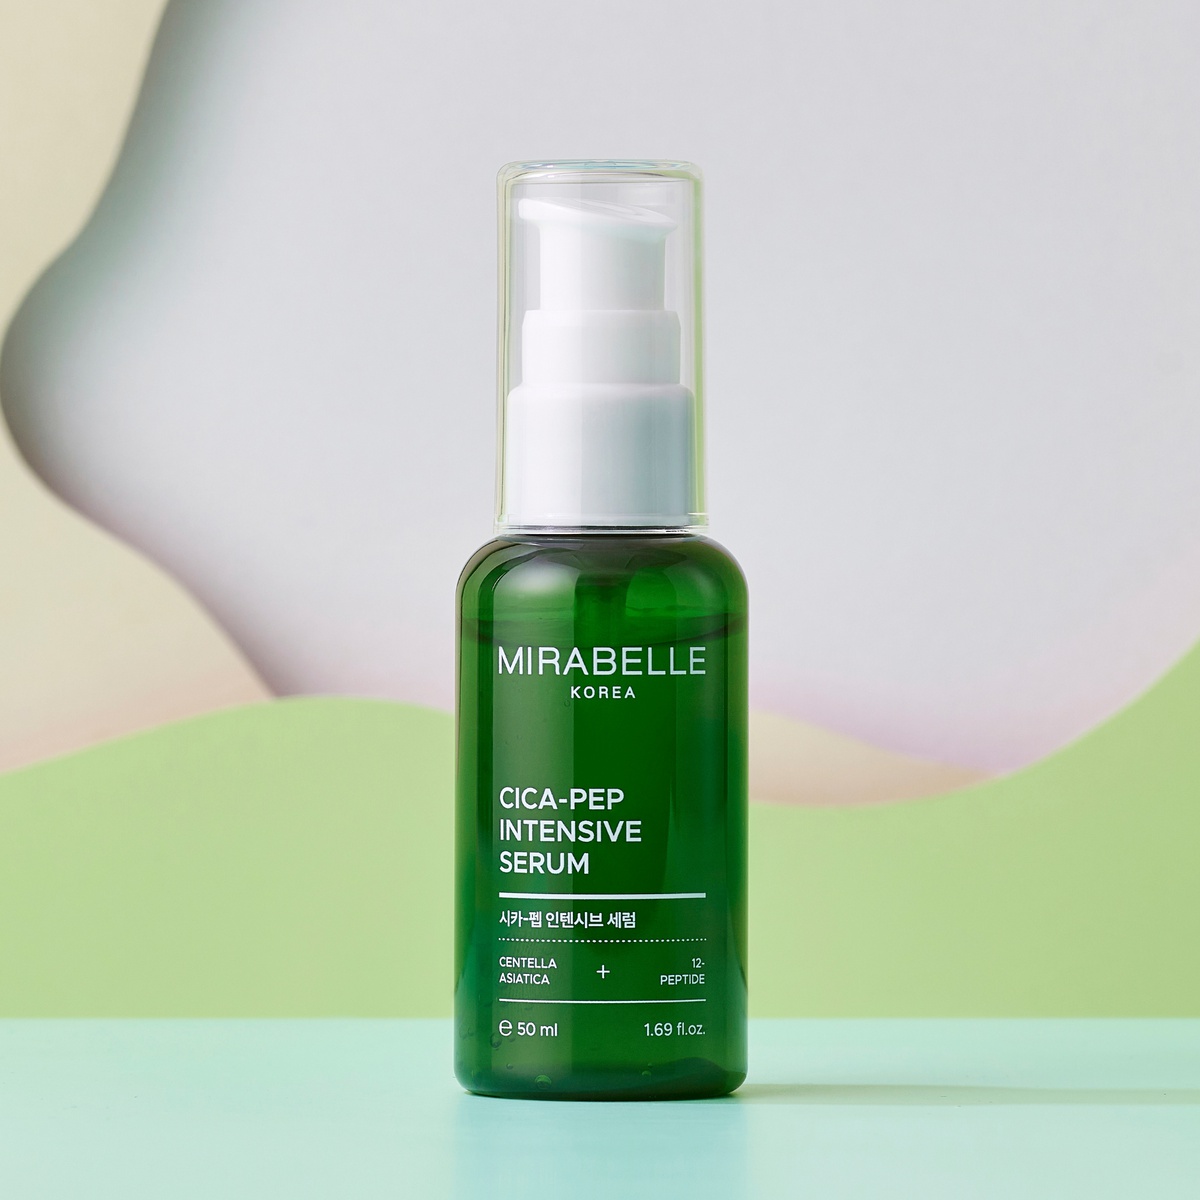 MIRABELLE
KOREA
CICA-PEP
INTENSIVE
SERUM
시카-펩 인텐시브 세럼
CENTELLA
ASIATICA
+
12-
PEPTIDE
℮ 50 ml
1.69 fl.oz.